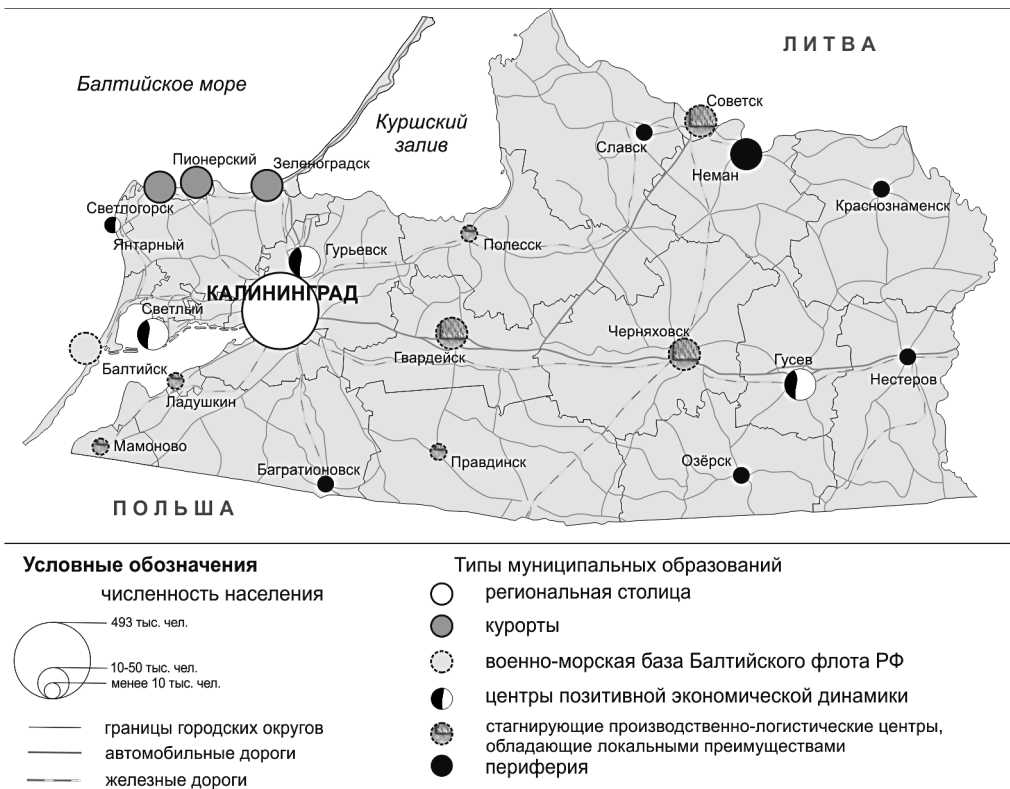 ЛИТВА
Балтийское море
Куршский
залив
Советск
Славск
Неман
Краснознаменск
Пионерский
Зеленоградск
Светлогорск
Янтарный
Гурьевск
Полесск
КАЛИНИНГРАД
Светлый
Черняховск
Гвардейск
Гусев
Нестеров
Балтийск
Ладушкин
Мамоново
Правдинск
Озёрск
Багратионовск
ПОЛЬША
Условные обозначения
численность населения
493 тыс. чел.
10-50 тыс. чел.
менее 10 тыс. чел.
границы городских округов
автомобильные дороги
железные дороги
Типы муниципальных образований
региональная столица
курорты
военно-морская база Балтийского флота РФ
центры позитивной экономической динамики
стагнирующие производственно-логистические центры,
обладающие локальными преимуществами
периферия